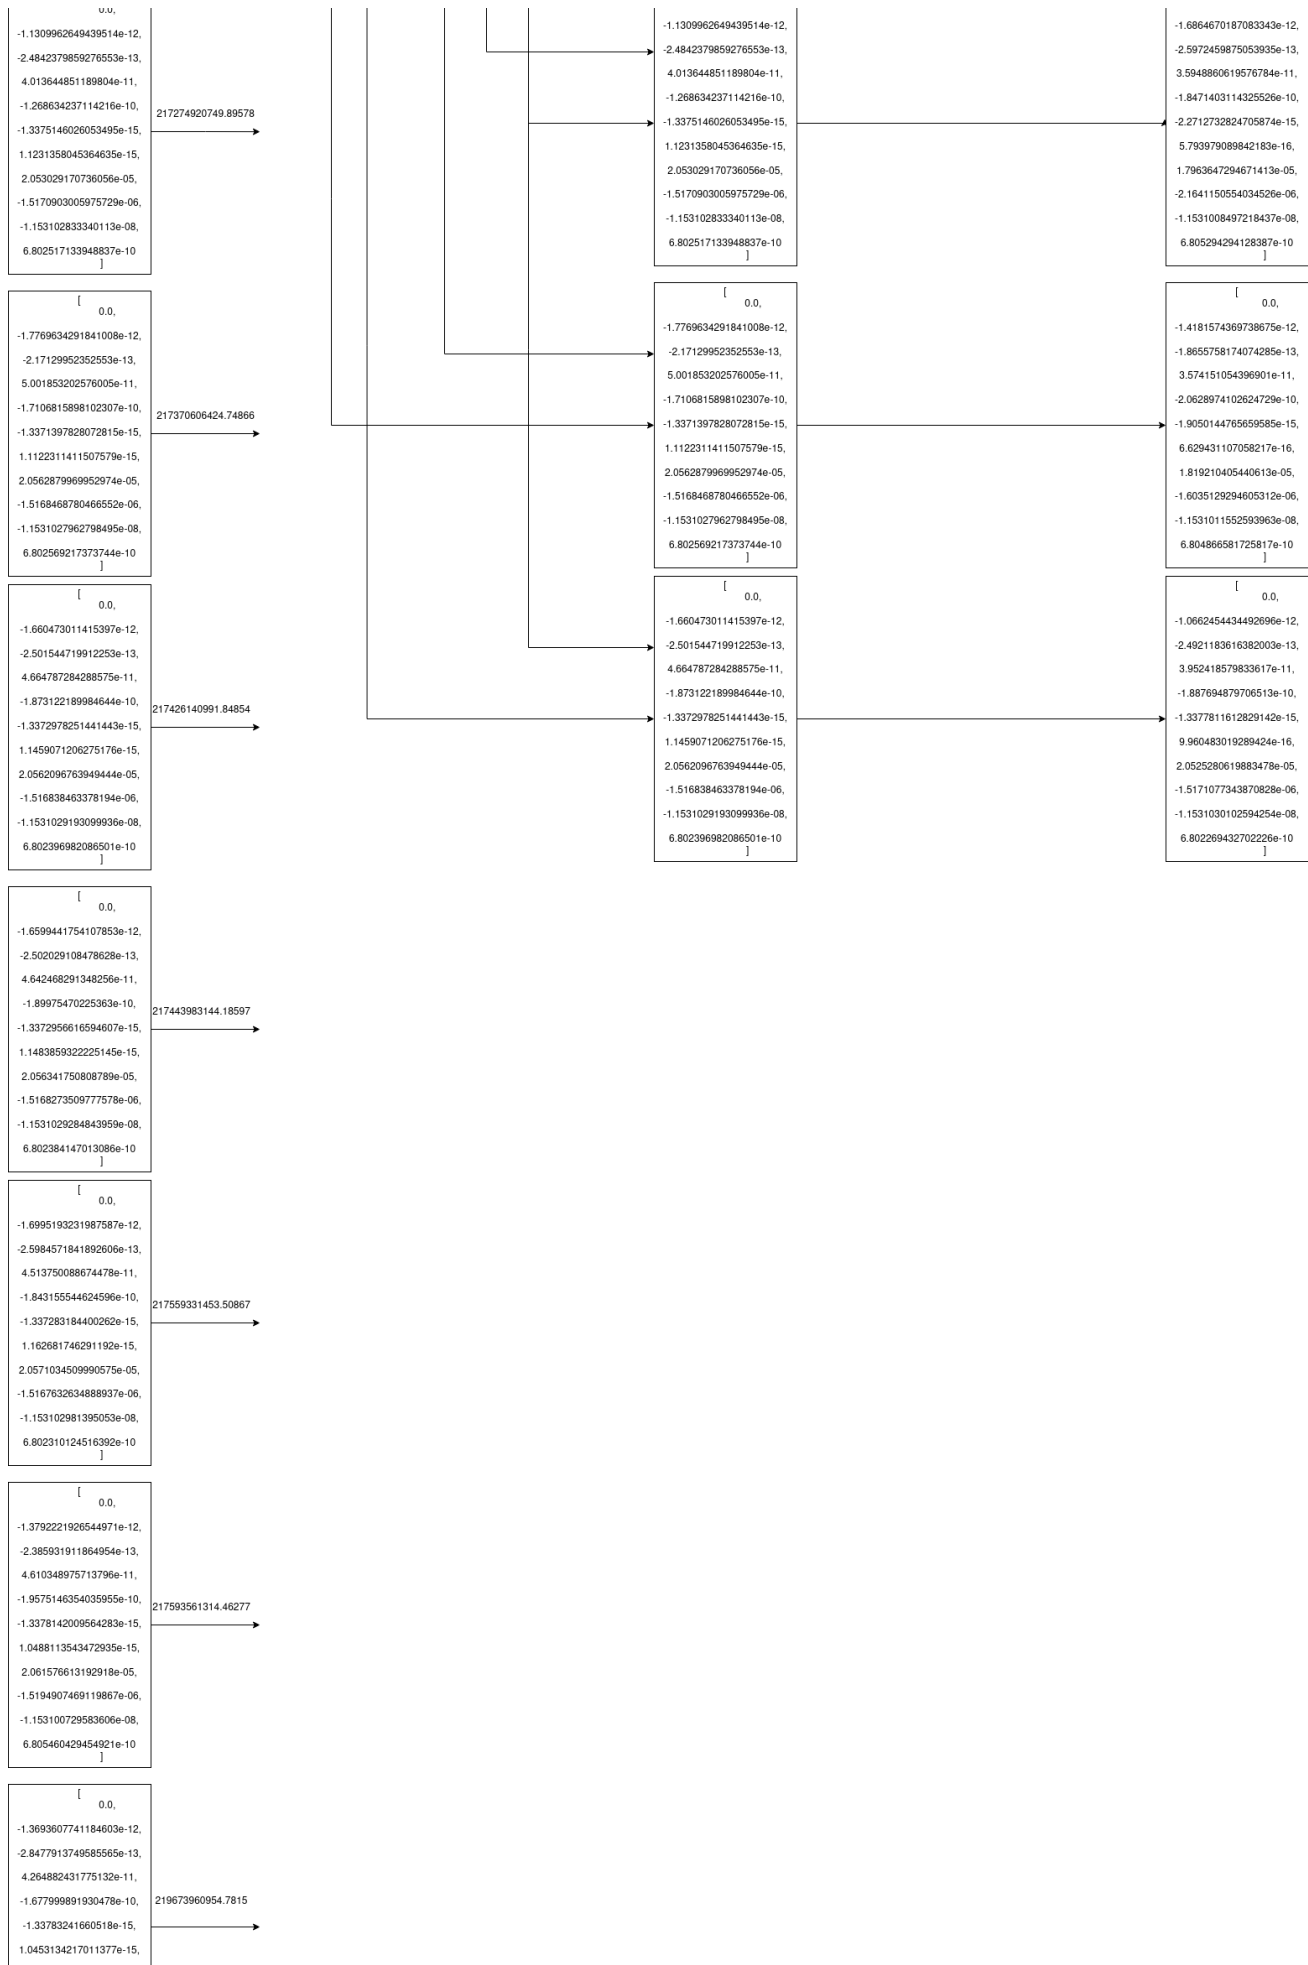 0.0,
-1.1309962649439514e-12,
-2.4842379859276553e-13,
4.013644851189804e-11,
-1.268634237114216e-10,
-1.3375146026053495e-15,
1.1231358045364635e-15,
2.053029170736056e-05,
-1.5170903005975729e-06,
-1.153102833340113e-08,
6.802517133948837e-10
]
217274920749.89578
-1.1309962649439514e-12,
-2.4842379859276553e-13,
4.013644851189804e-11,
-1.268634237114216e-10,
-1.3375146026053495e-15,
1.1231358045364635e-15,
2.053029170736056e-05,
-1.5170903005975729e-06,
-1.153102833340113e-08,
6.802517133948837e-10
]
-1.6864670187083343e-12,
-2.5972459875053935e-13,
3.5948860619576784e-11,
-1.8471403114325526e-10,
-2.2712732824705874e-15,
5.793979089842183e-16,
1.7963647294671413e-05,
-2.1641150554034526e-06,
-1.1531008497218437e-08,
6.805294294128387e-10
]
[
0.0,
-1.7769634291841008e-12,
-2.17129952352553e-13,
5.001853202576005e-11,
-1.7106815898102307e-10,
-1.3371397828072815e-15,
1.1122311411507579e-15,
2.0562879969952974e-05,
-1.5168468780466552e-06,
-1.1531027962798495e-08,
6.802569217373744e-10
]
217370606424.74866
[
0.0,
-1.7769634291841008e-12,
-2.17129952352553e-13,
5.001853202576005e-11,
-1.7106815898102307e-10,
-1.3371397828072815e-15,
1.1122311411507579e-15,
2.0562879969952974e-05,
-1.5168468780466552e-06,
-1.1531027962798495e-08,
6.802569217373744e-10
]
[
0.0,
-1.4181574369738675e-12,
-1.8655758174074285e-13,
3.574151054396901e-11,
-2.0628974102624729e-10,
-1.9050144765659585e-15,
6.629431107058217e-16,
1.819210405440613e-05,
-1.6035129294605312e-06,
-1.1531011552593963e-08,
6.804866581725817e-10
]
[
0.0,
-1.660473011415397e-12,
-2.501544719912253e-13,
4.664787284288575e-11,
-1.873122189984644e-10,
-1.3372978251441443e-15,
1.1459071206275176e-15,
2.0562096763949444e-05,
-1.516838463378194e-06,
-1.1531029193099936e-08,
6.802396982086501e-10
]
217426140991.84854
[
0.0,
-1.660473011415397e-12,
-2.501544719912253e-13,
4.664787284288575e-11,
-1.873122189984644e-10,
-1.3372978251441443e-15,
1.1459071206275176e-15,
2.0562096763949444e-05,
-1.516838463378194e-06,
-1.1531029193099936e-08,
6.802396982086501e-10
]
[
0.0,
-1.0662454434492696e-12,
-2.4921183616382003e-13,
3.952418579833617e-11,
-1.887694879706513e-10,
-1.3377811612829142e-15,
9.960483019289424e-16,
2.0525280619883478e-05,
-1.5171077343870828e-06,
-1.1531030102594254e-08,
6.802269432702226e-10
]
[
0.0,
-1.6599441754107853e-12,
-2.502029108478628e-13,
4.642468291348256e-11,
-1.89975470225363e-10,
-1.3372956616594607e-15,
1.1483859322225145e-15,
2.056341750808789e-05,
-1.5168273509777578e-06,
-1.1531029284843959e-08,
6.802384147013086e-10
]
217443983144.18597
[
0.0,
-1.6995193231987587e-12,
-2.5984571841892606e-13,
4.513750088674478e-11,
-1.843155544624596e-10,
-1.337283184400262e-15,
1.162681746291192e-15,
2.0571034509990575e-05,
-1.5167632634888937e-06,
-1.153102981395053e-08,
6.802310124516392e-10
]
217559331453.50867
[
0.0,
-1.3792221926544971e-12,
-2.385931911864954e-13,
4.610348975713796e-11,
-1.9575146354035955e-10,
-1.3378142009564283e-15,
1.0488113543472935e-15,
2.061576613192918e-05,
-1.5194907469119867e-06,
-1.153100729583606e-08,
6.805460429454921e-10
]
217593561314.46277
[
0.0,
-1.3693607741184603e-12,
-2.8477913749585565e-13,
4.264882431775132e-11,
-1.677999891930478e-10,
-1.33783241660518e-15,
1.0453134217011377e-15,
219673960954.7815